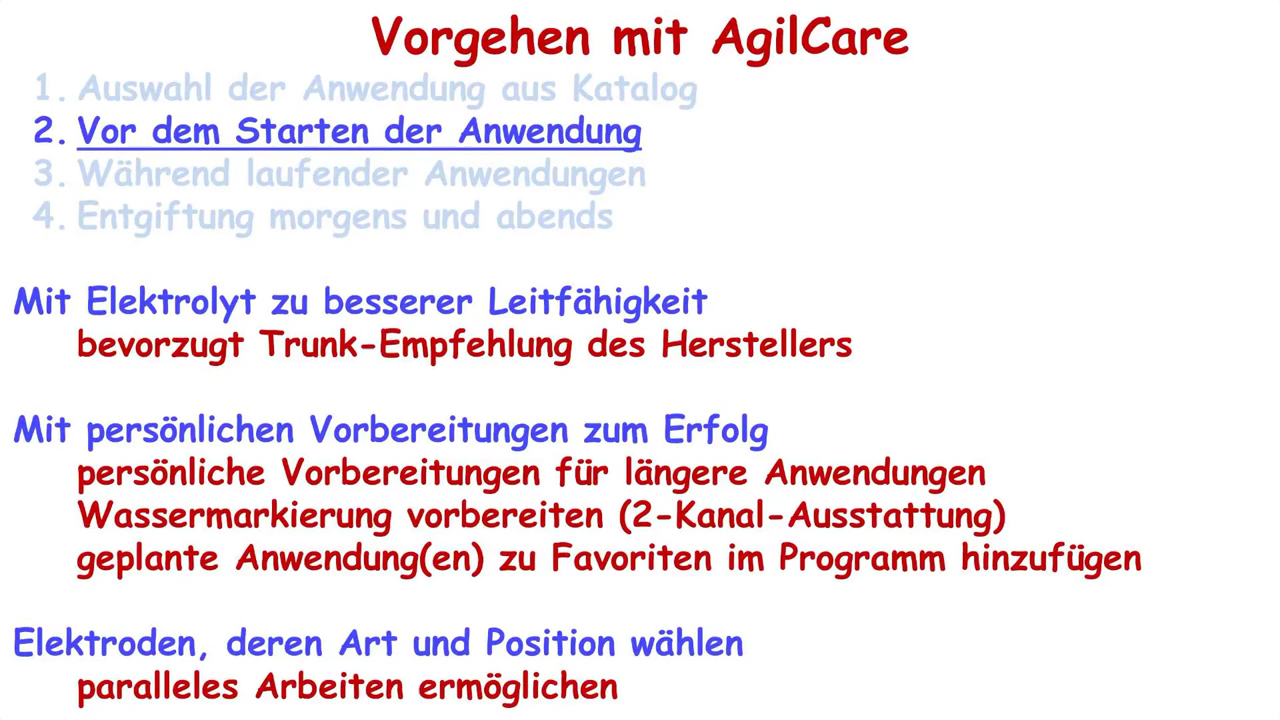 Vorgehen mit AgilCare
1. Auswahl der Anwendung aus Katalog
2. Vor dem Starten der Anwendung
3. Während laufender Anwendungen
4. Entgiftung morgens und abends
Mit Elektrolyt zu besserer Leitfähigkeit
bevorzugt Trunk-Empfehlung des Herstellers
Mit persönlichen Vorbereitungen zum Erfolg
persönliche Vorbereitungen für längere Anwendungen
Wassermarkierung vorbereiten (2-Kanal-Ausstattung)
geplante Anwendung(en) zu Favoriten im Programm hinzufügen
Elektroden, deren Art und Position wählen
paralleles Arbeiten ermöglichen